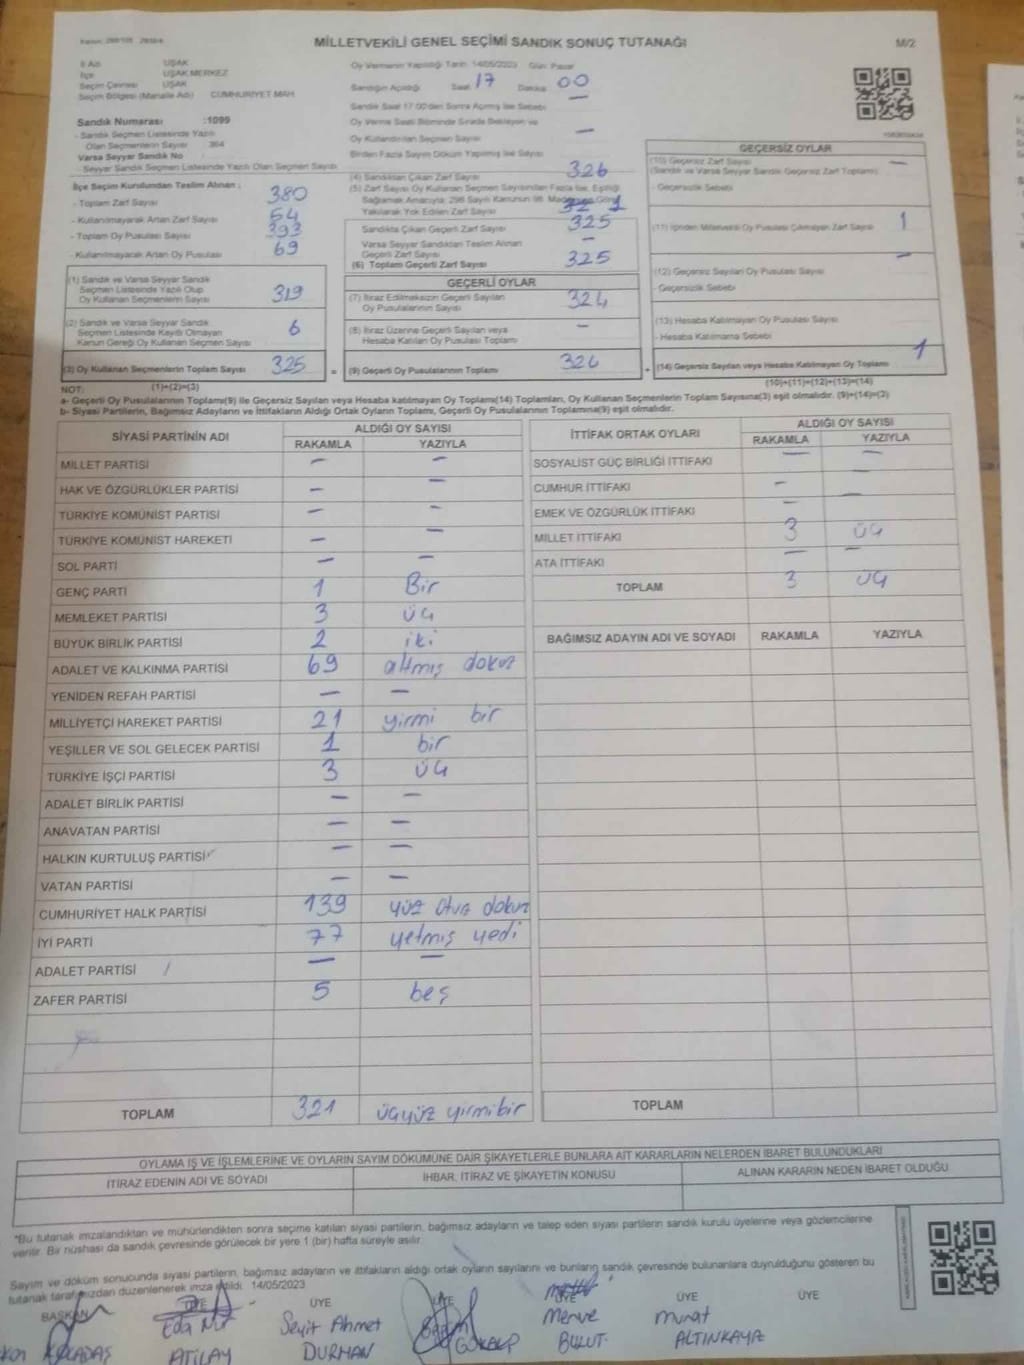 MİLLETVEKİLİ GENEL SEÇİMİ SANDIK SONUÇ TUTANAĞI
M/2
İl Adı UŞAK
İlçe UŞAK MERKEZ
Seçim Çevresi UŞAK
Seçim Bölgesi (Mahalle Adı) CUMHURİYET MAH.
Sandık Numarası :1099
- Sandık Seçmen Listesinde Yazılı
Olan Seçmenlerin Sayısı 364
Varsa Seyyar Sandık No
- Seyyar Sandık Seçmen Listesinde Yazılı Olan Seçmen Sayısı
İlçe Seçim Kurulundan Teslim Alınan ;
- Toplam Zarf Sayısı 380
- Kullanılmayarak Artan Zarf Sayısı 54
- Toplam Oy Pusulası Sayısı 393
- Kullanılmayarak Artan Oy Pusulası 69
(1) Sandık ve Varsa Seyyar Sandık
Seçmen Listesinde Yazılı Olup
Oy Kullanan Seçmenlerin Sayısı 319
(2) Sandık ve Varsa Seyyar Sandık
Seçmen Listesinde Kayıtlı Olmayan
Kanun Gereği Oy Kullanan Seçmen Sayısı 6
(3) Oy Kullanan Seçmenlerin Toplam Sayısı 325
Oy Vermenin Yapıldığı Tarih: 14/05/2023 Gün: Pazar
Sandığın Açıldığı Saat: 17 Dakika: 00
Sandık Saat 17:00'den Sonra Açılmış İse Sebebi —
Oy Verme Saati Bitiminde Sırada Bekleyen ve
Oy Kullandırılan Seçmen Sayısı —
Birden Fazla Sayım Döküm Yapılmış İse Sayısı
(4) Sandıktan Çıkan Zarf Sayısı 326
(5) Zarf Sayısı Oy Kullanan Seçmen Sayısından Fazla İse, Eşitliği
Sağlamak Amacıyla; 298 Sayılı Kanunun 98. Maddesine Göre
Yakılarak Yok Edilen Zarf Sayısı 1
Sandıkta Çıkan Geçerli Zarf Sayısı 325
Varsa Seyyar Sandıktan Teslim Alınan
Geçerli Zarf Sayısı —
(6) Toplam Geçerli Zarf Sayısı 325
GEÇERLİ OYLAR
(7) İtiraz Edilmeksizin Geçerli Sayılan
Oy Pusulalarının Sayısı 324
(8) İtiraz Üzerine Geçerli Sayılan veya
Hesaba Katılan Oy Pusulası Toplamı —
(9) Geçerli Oy Pusulalarının Toplamı 324
GEÇERSİZ OYLAR
(10) Geçersiz Zarf Sayısı —
(Sandık ve Varsa Seyyar Sandık Geçersiz Zarf Toplamı)
- Geçersizlik Sebebi
(11) İçinden Milletvekili Oy Pusulası Çıkmayan Zarf Sayısı 1
(12) Geçersiz Sayılan Oy Pusulası Sayısı —
- Geçersizlik Sebebi
(13) Hesaba Katılmayan Oy Pusulası Sayısı
- Hesaba Katılmama Sebebi
(14) Geçersiz Sayılan veya Hesaba Katılmayan Oy Toplamı 1
NOT: (1)+(2)=(3)
(10)+(11)+(12)+(13)=(14)
a- Geçerli Oy Pusulalarının Toplamı(9) ile Geçersiz Sayılan veya Hesaba katılmayan Oy Toplamı(14) Toplamları, Oy Kullanan Seçmenlerin Toplam Sayısına(3) eşit olmalıdır. (9)+(14)=(3)
b- Siyasi Partilerin, Bağımsız Adayların ve İttifakların Aldığı Ortak Oyların Toplamı, Geçerli Oy Pusulalarının Toplamına(9) eşit olmalıdır.
SİYASİ PARTİNİN ADI
ALDIĞI OY SAYISI
RAKAMLA YAZIYLA
MİLLET PARTİSİ — —
HAK VE ÖZGÜRLÜKLER PARTİSİ — —
TÜRKİYE KOMÜNİST PARTİSİ — —
TÜRKİYE KOMÜNİST HAREKETİ — —
SOL PARTİ — —
GENÇ PARTİ 1 Bir
MEMLEKET PARTİSİ 3 üç
BÜYÜK BİRLİK PARTİSİ 2 iki
ADALET VE KALKINMA PARTİSİ 69 altmış dokuz
YENİDEN REFAH PARTİSİ — —
MİLLİYETÇİ HAREKET PARTİSİ 21 yirmi bir
YEŞİLLER VE SOL GELECEK PARTİSİ 1 bir
TÜRKİYE İŞÇİ PARTİSİ 3 üç
ADALET BİRLİK PARTİSİ — —
ANAVATAN PARTİSİ — —
HALKIN KURTULUŞ PARTİSİ — —
VATAN PARTİSİ — —
CUMHURİYET HALK PARTİSİ 139 yüz otuz dokuz
İYİ PARTİ 77 yetmiş yedi
ADALET PARTİSİ — —
ZAFER PARTİSİ 5 beş
TOPLAM 321 üçyüz yirmibir
İTTİFAK ORTAK OYLARI
ALDIĞI OY SAYISI
RAKAMLA YAZIYLA
SOSYALİST GÜÇ BİRLİĞİ İTTİFAKI — —
CUMHUR İTTİFAKI — —
EMEK VE ÖZGÜRLÜK İTTİFAKI — —
MİLLET İTTİFAKI 3 üç
ATA İTTİFAKI — —
TOPLAM 3 üç
BAĞIMSIZ ADAYIN ADI VE SOYADI RAKAMLA YAZIYLA
TOPLAM
OYLAMA İŞ VE İŞLEMLERİNE VE OYLARIN SAYIM DÖKÜMÜNE DAİR ŞİKAYETLERLE BUNLARA AİT KARARLARIN NELERDEN İBARET BULUNDUKLARI
İTİRAZ EDENİN ADI VE SOYADI
İHBAR, İTİRAZ VE ŞİKAYETİN KONUSU
ALINAN KARARIN NEDEN İBARET OLDUĞU
*Bu tutanak imzalandıktan ve mühürlendikten sonra seçime katılan siyasi partilerin, bağımsız adayların ve talep eden siyasi partilerin sandık kurulu üyelerine veya gözlemcilerine
verilir. Bir nüshası da sandık çevresinde görülecek bir yere 1 (bir) hafta süreyle asılır.
Sayım ve döküm sonucunda siyasi partilerin, bağımsız adayların ve ittifakların aldığı ortak oyların sayılarını ve bunların sandık çevresinde bulunanlara duyrulduğunu gösteren bu
tutanak tarafımızdan düzenlenerek imza edildi. 14/05/2023
BAŞKAN ÜYE ÜYE ÜYE ÜYE ÜYE ÜYE
Eda Nur Seyit Ahmet Merve Murat
ATILAY DURMAN GÖKALP BULUT ALTINKAYA